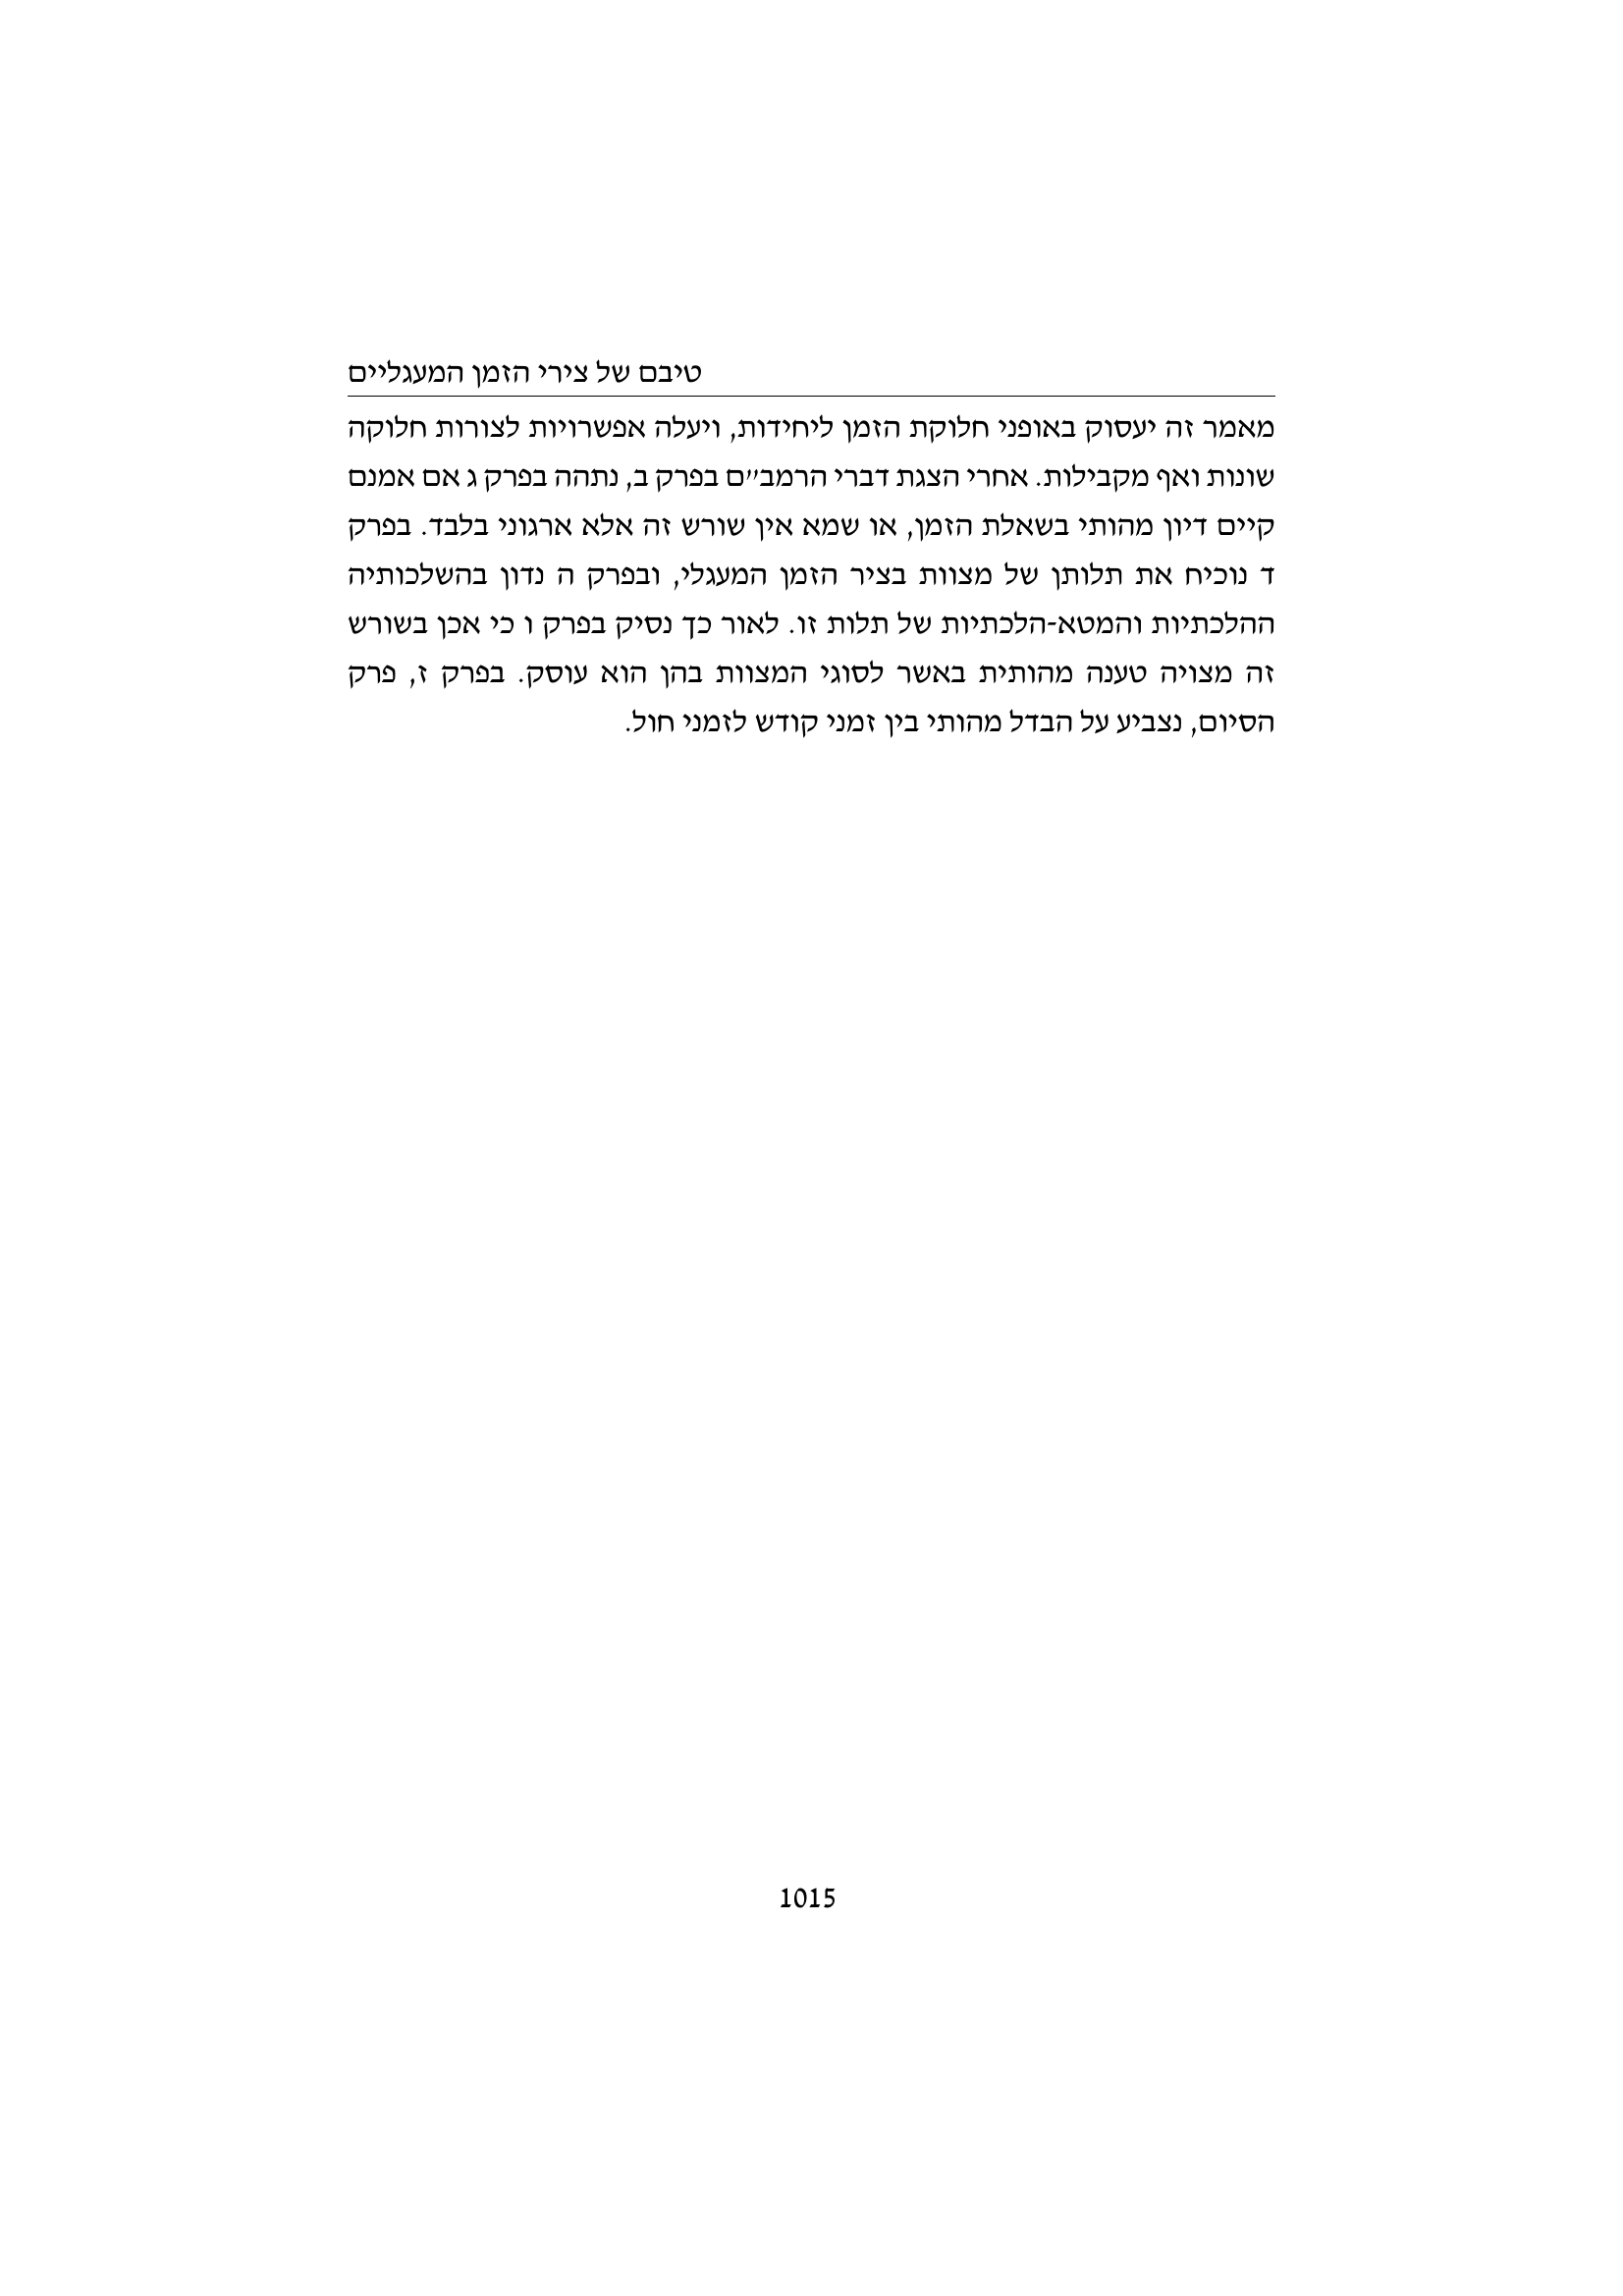 טיבם של צירי הזמן המעגליים
מאמר זה יעסוק באופני חלוקת הזמן ליחידות, ויעלה אפשרויות לצורות חלוקה
שונות ואף מקבילות. אחרי הצגת דברי הרמב״ם בפרק ב, נתהה בפרק ג אם אמנם
קיים דיון מהותי בשאלת הזמן, או שמא אין שורש זה אלא ארגוני בלבד. בפרק
ד נוכיח את תלותן של מצוות בציר הזמן המעגלי, ובפרק ה נדון בהשלכותיה
ההלכתיות והמטא-הלכתיות של תלות זו. לאור כך נסיק בפרק ו כי אכן בשורש
זה מצויה טענה מהותית באשר לסוגי המצוות בהן הוא עוסק. בפרק ז, פרק
הסיום, נצביע על הבדל מהותי בין זמני קודש לזמני חול.
1015